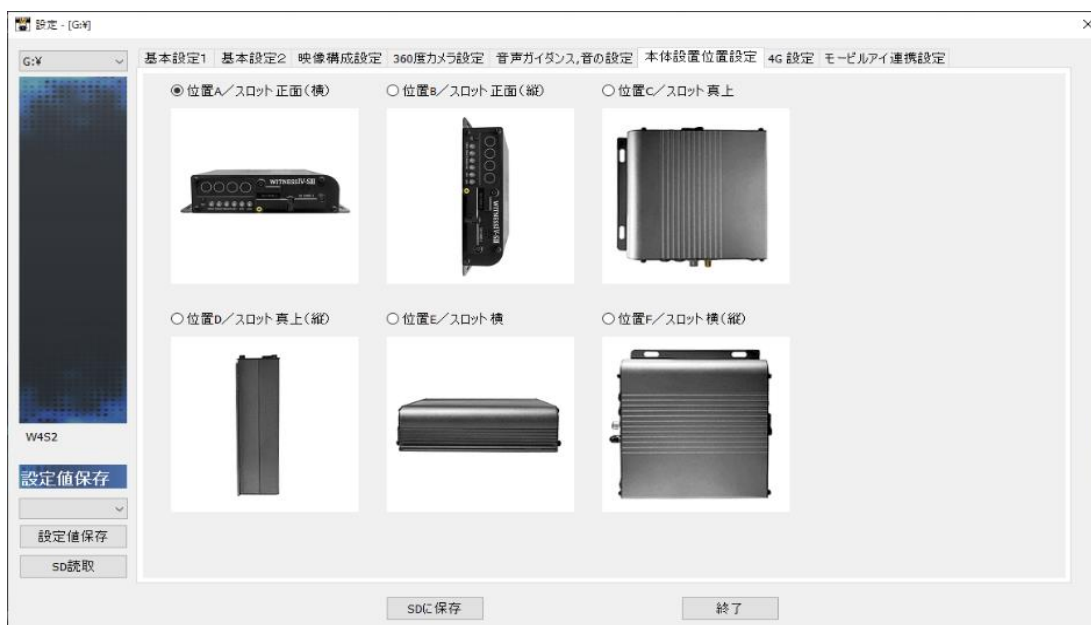 設定 - [G:¥]
G:¥
基本設定1 基本設定2 映像構成設定 360度カメラ設定 音声ガイダンス,音の設定 本体設置位置設定 4G 設定 モービルアイ連携設定
位置A／スロット正面(横) 位置B／スロット正面(縦) 位置C／スロット真上
WITNESSIV-SIII
WITNESSIV-SIII
位置D／スロット真上(縦) 位置E／スロット横 位置F／スロット横(縦)
W4S2
設定値保存
設定値保存
SD読取
SDに保存 終了